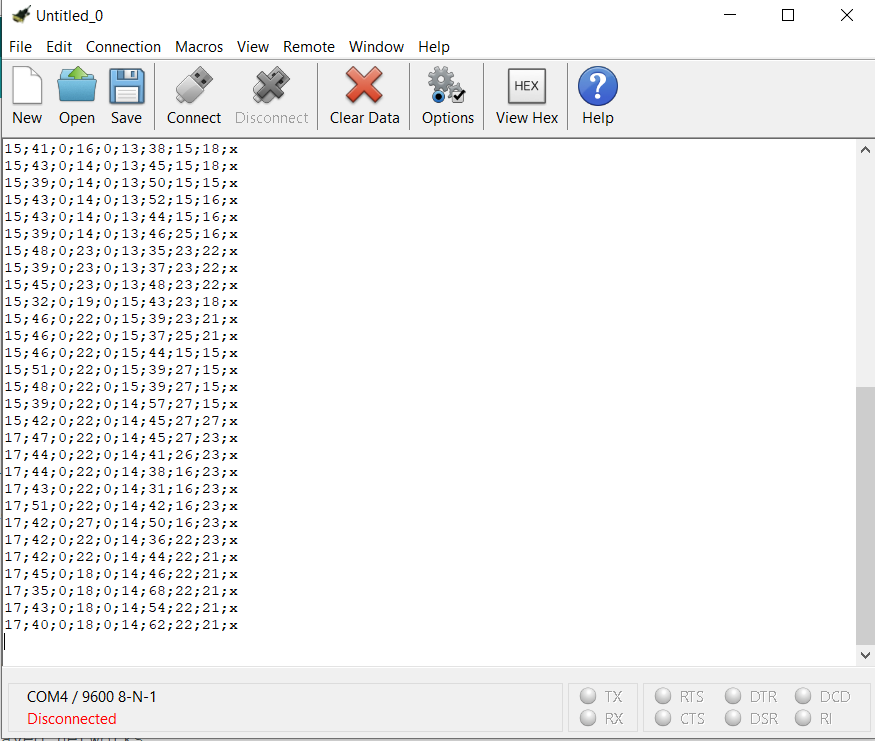 Untitled_0
File Edit Connection Macros View Remote Window Help
HEX ?
New Open Save Connect Disconnect Clear Data Options View Hex Help
15;41;0;16;0;13;38;15;18;x
15;43;0;14;0;13;45;15;18;x
15;39;0;14;0;13;50;15;15;x
15;43;0;14;0;13;52;15;16;x
15;43;0;14;0;13;44;15;16;x
15;39;0;14;0;13;46;25;16;x
15;48;0;23;0;13;35;23;22;x
15;39;0;23;0;13;37;23;22;x
15;45;0;23;0;13;48;23;22;x
15;32;0;19;0;15;43;23;18;x
15;46;0;22;0;15;39;23;21;x
15;46;0;22;0;15;37;25;21;x
15;46;0;22;0;15;44;15;15;x
15;51;0;22;0;15;39;27;15;x
15;48;0;22;0;15;39;27;15;x
15;39;0;22;0;14;57;27;15;x
15;42;0;22;0;14;45;27;27;x
17;47;0;22;0;14;45;27;23;x
17;44;0;22;0;14;41;26;23;x
17;44;0;22;0;14;38;16;23;x
17;43;0;22;0;14;31;16;23;x
17;51;0;22;0;14;42;16;23;x
17;42;0;27;0;14;50;16;23;x
17;42;0;22;0;14;36;22;23;x
17;42;0;22;0;14;44;22;21;x
17;45;0;18;0;14;46;22;21;x
17;35;0;18;0;14;68;22;21;x
17;43;0;18;0;14;54;22;21;x
17;40;0;18;0;14;62;22;21;x
COM4 / 9600 8-N-1 TX RTS DTR DCD
Disconnected RX CTS DSR RI